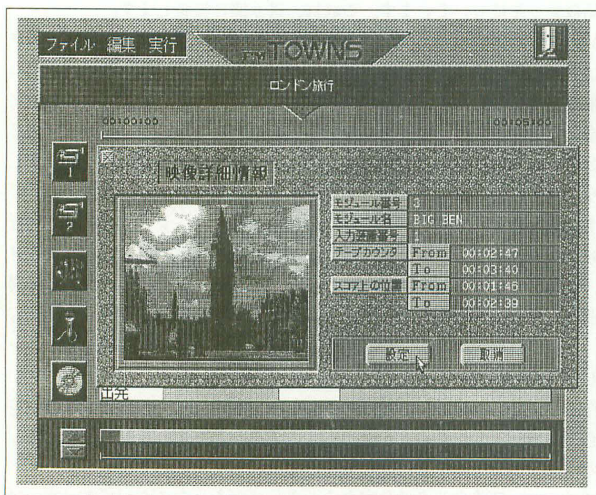 ファイル 編集 実行
FM TOWNS
ロンドン旅行
00:00:00
00:05:00
映像詳細情報
1
2
モジュール番号 3
モジュール名 BIG BEN
入力装置番号 1
テープカウンタ From 00:02:47
To 00:03:40
スコア上の位置 From 00:01:46
To 00:02:39
設定 取消
出発